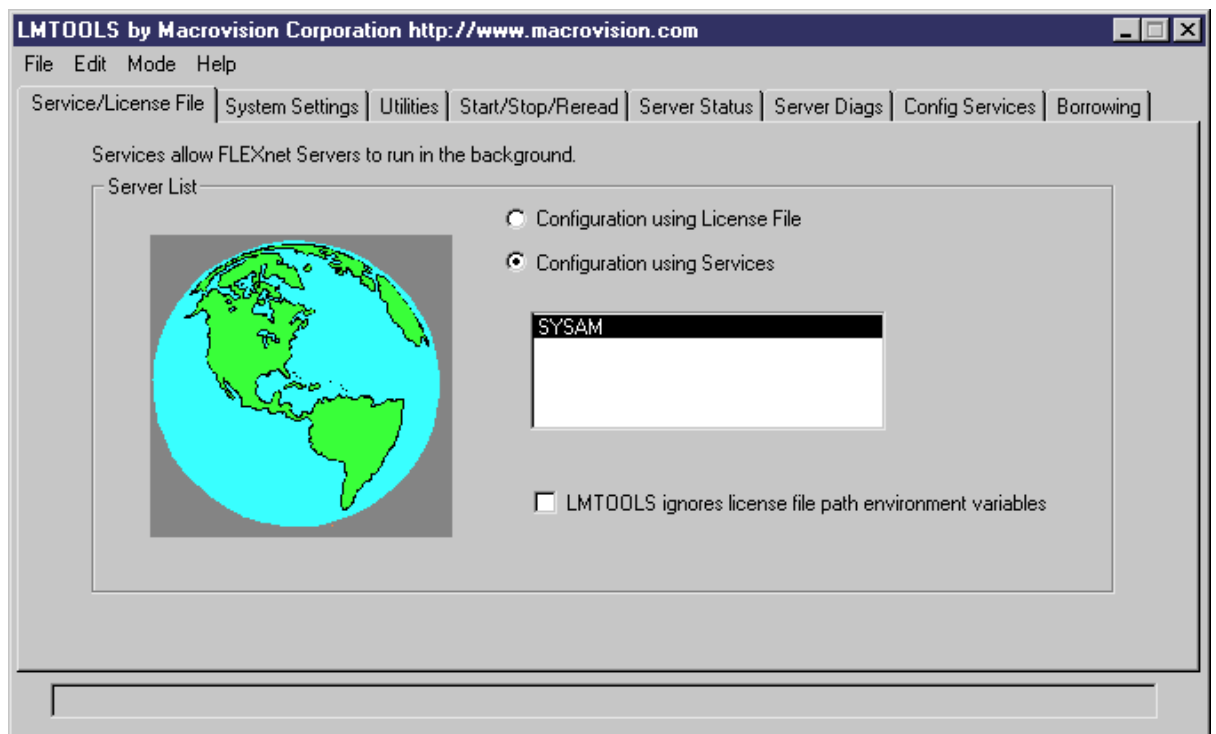 LMTOOLS by Macrovision Corporation http://www.macrovision.com
File Edit Mode Help
Service/License File System Settings Utilities Start/Stop/Reread Server Status Server Diags Config Services Borrowing
Services allow FLEXnet Servers to run in the background.
Server List
Configuration using License File
Configuration using Services
SYSAM
LMTOOLS ignores license file path environment variables